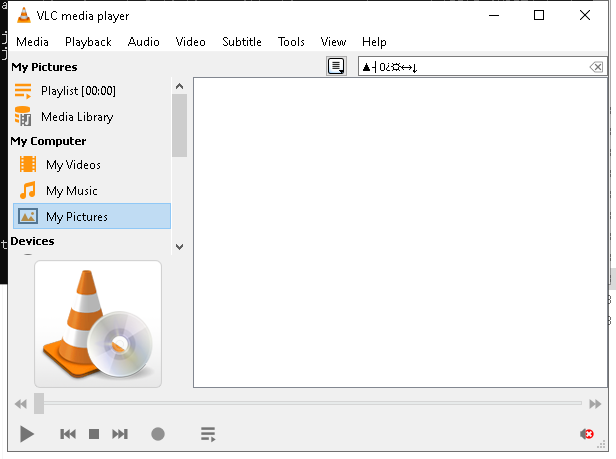 VLC media player
Media Playback Audio Video Subtitle Tools View Help
My Pictures
▲┤0¿¤↔↓
Playlist [00:00]
Media Library
My Computer
My Videos
My Music
My Pictures
Devices